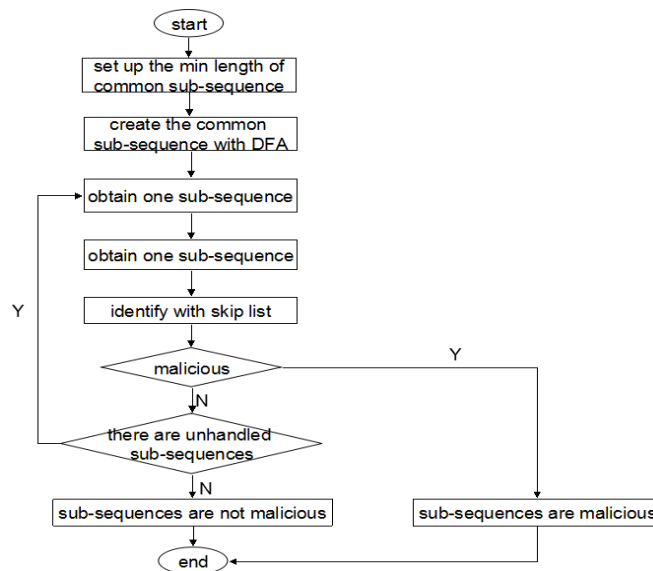 start
set up the min length of
common sub-sequence
create the common
sub-sequence with DFA
obtain one sub-sequence
obtain one sub-sequence
identify with skip list
Y
malicious
Y
N
there are unhandled
sub-sequences
N
sub-sequences are not malicious
sub-sequences are malicious
end